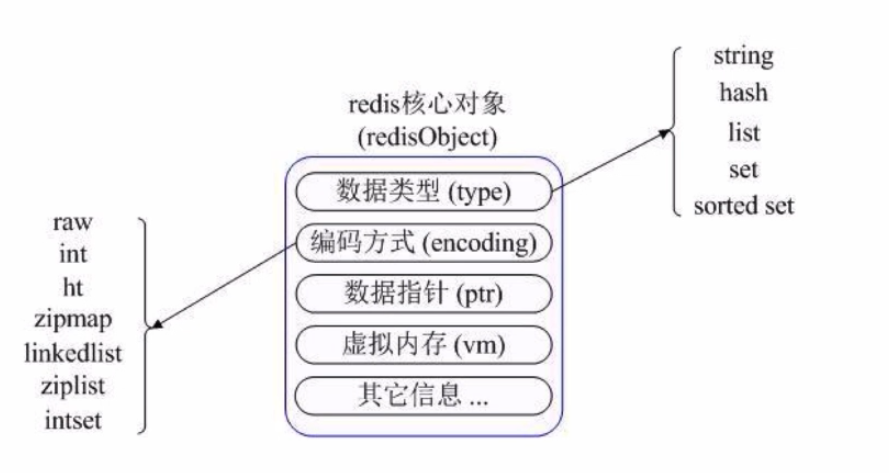 redis核心对象
(redisObject)
数据类型 (type)
编码方式 (encoding)
数据指针 (ptr)
虚拟内存 (vm)
其它信息 ...
string
hash
list
set
sorted set
raw
int
ht
zipmap
linkedlist
ziplist
intset